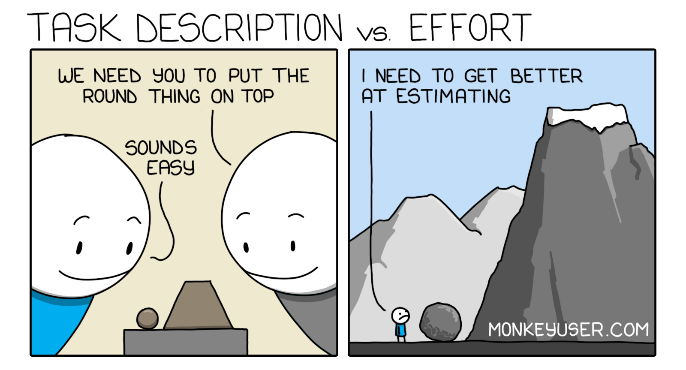 TASK DESCRIPTION vs. EFFORT
WE NEED YOU TO PUT THE
ROUND THING ON TOP
SOUNDS
EASY
I NEED TO GET BETTER
AT ESTIMATING
MONKEYUSER.COM